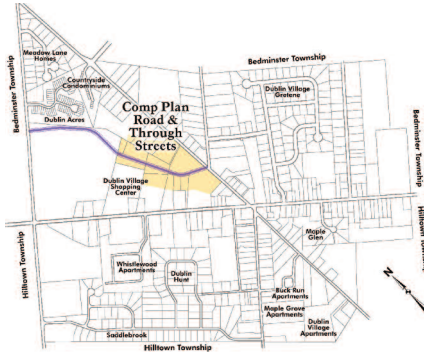 Bedminster Township
Meadow Lane
Homes
Countryside
Condominiums
Dublin Acres
Bedminster Township
Dublin Village
Greene
Comp Plan
Road &
Through
Streets
Bedminster Township
Dublin Village
Shopping
Center
Hilltown Township
Hilltown Township
Maple
Glen
Whistlewood
Apartments
Dublin
Hunt
Buck Run
Apartments
Maple Grove
Apartments
Dublin
Village
Apartments
Saddlebrook
Hilltown Township
N